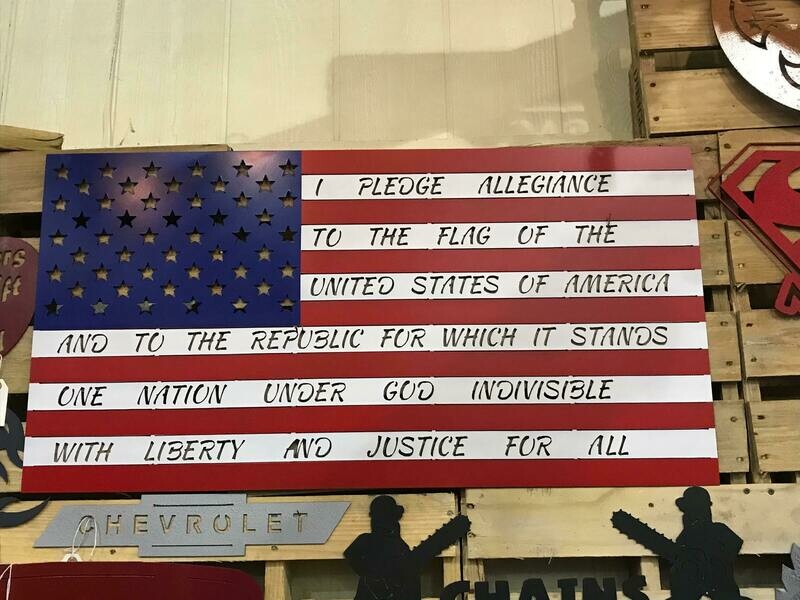 I PLEDGE ALLEGIANCE
TO THE FLAG OF THE
UNITED STATES OF AMERICA
AND TO THE REPUBLIC FOR WHICH IT STANDS
ONE NATION UNDER GOD INDIVISIBLE
WITH LIBERTY AND JUSTICE FOR ALL
CHEVROLET
CHAINS